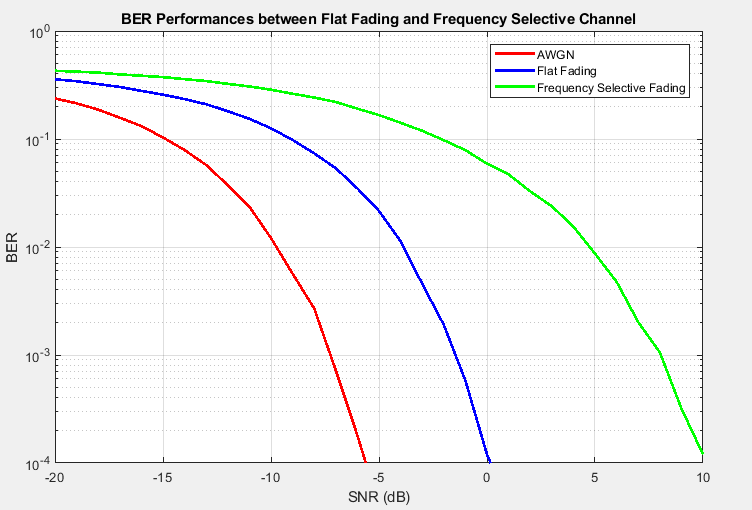 BER Performances between Flat Fading and Frequency Selective Channel
10^0
10^-1
10^-2
10^-3
10^-4
BER
AWGN
Flat Fading
Frequency Selective Fading
-20 -15 -10 -5 0 5 10
SNR (dB)